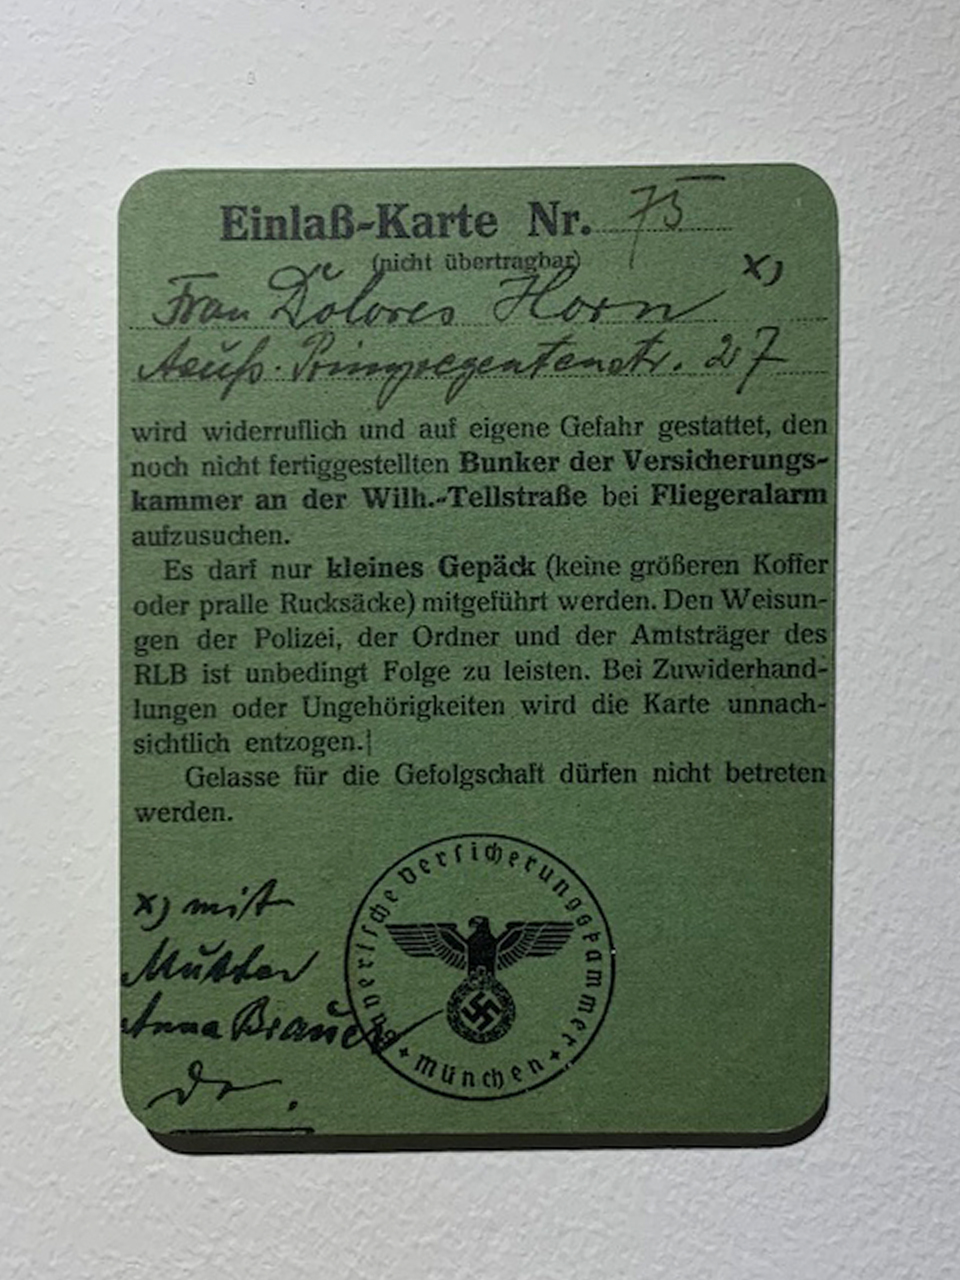 Einlaß-Karte Nr. 75
(nicht übertragbar)
Frau Dolores Horn x)
Äuß. Prinzregentenstr. 27
wird widerruflich und auf eigene Gefahr gestattet, den
noch nicht fertiggestellten Bunker der Versicherungs-
kammer an der Wilh.-Tellstraße bei Fliegeralarm
aufzusuchen.
Es darf nur kleines Gepäck (keine größeren Koffer
oder pralle Rucksäcke) mitgeführt werden. Den Weisun-
gen der Polizei, der Ordner und der Amtsträger des
RLB ist unbedingt Folge zu leisten. Bei Zuwiderhand-
lungen oder Ungehörigkeiten wird die Karte unnach-
sichtlich entzogen.
Gelasse für die Gefolgschaft dürfen nicht betreten
werden.
x) mit
Mutter
Anna Brauer
do.
Bayerische Versicherungskammer
München